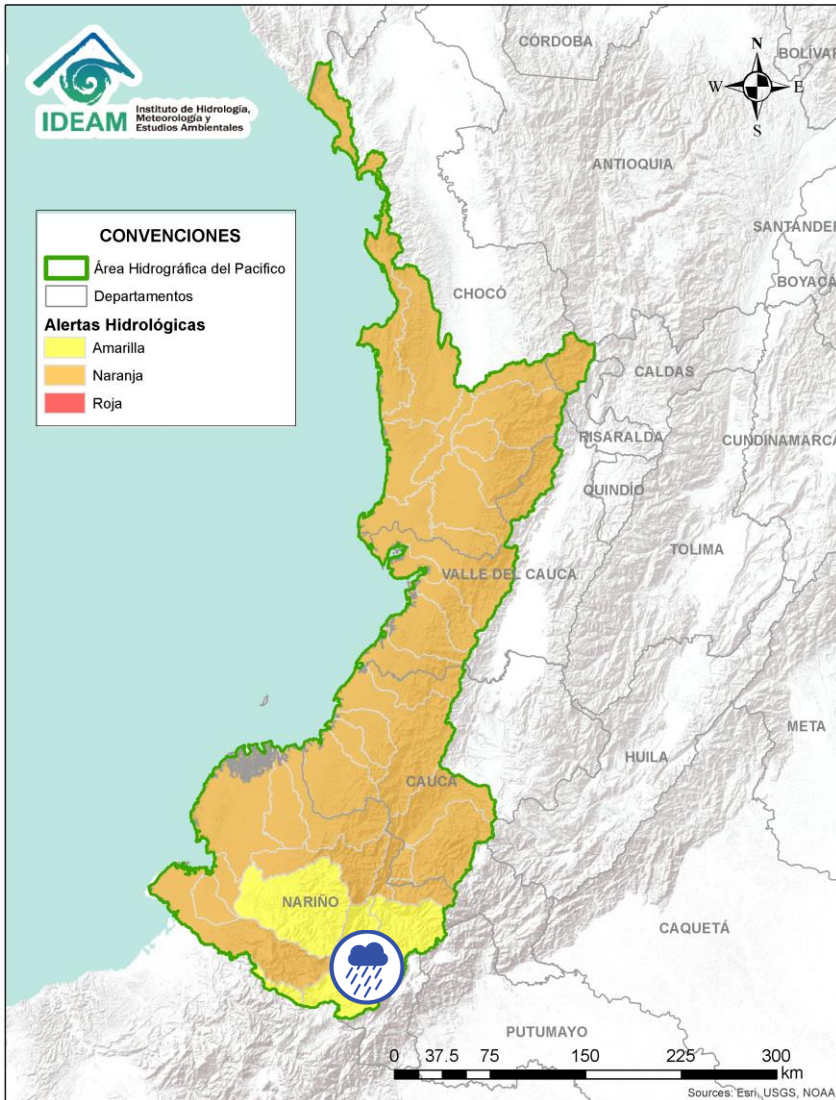 CÓRDOBA
BOLÍVAR
N
W
E
S
IDEAM
Instituto de Hidrología,
Meteorología y
Estudios Ambientales
ANTIOQUIA
SANTANDER
BOYACÁ
CONVENCIONES
Área Hidrográfica del Pacifico
Departamentos
Alertas Hidrológicas
Amarilla
Naranja
Roja
CHOCÓ
CALDAS
RISARALDA
CUNDINAMARCA
QUINDÍO
TOLIMA
VALLE DEL CAUCA
META
HUILA
CAUCA
NARIÑO
CAQUETÁ
PUTUMAYO
0 37.5 75 150 225 300
km
Sources: Esri, USGS, NOAA